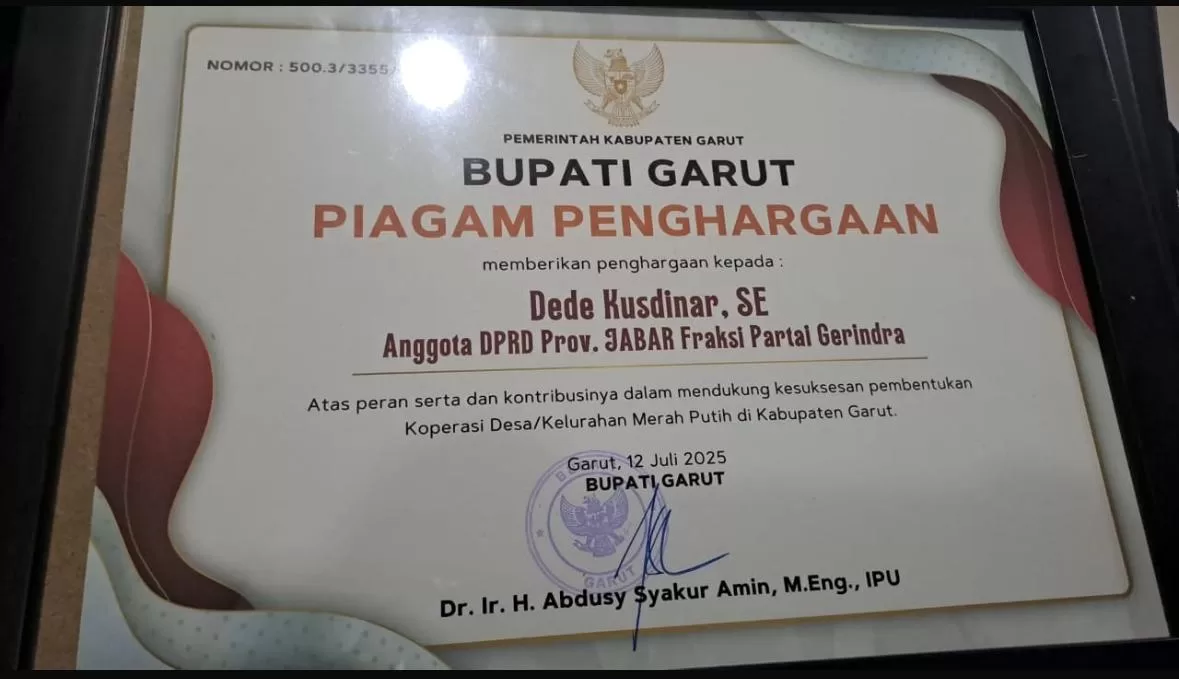 NOMOR : 500.3/3355/
PEMERINTAH KABUPATEN GARUT
BUPATI GARUT
PIAGAM PENGHARGAAN
memberikan penghargaan kepada :
Dede Kusdinar, SE
Anggota DPRD Prov. JABAR Fraksi Partai Gerindra
Atas peran serta dan kontribusinya dalam mendukung kesuksesan pembentukan
Koperasi Desa/Kelurahan Merah Putih di Kabupaten Garut.
Garut, 12 Juli 2025
BUPATI GARUT
GARUT
Dr. Ir. H. Abdusy Syakur Amin, M.Eng., IPU